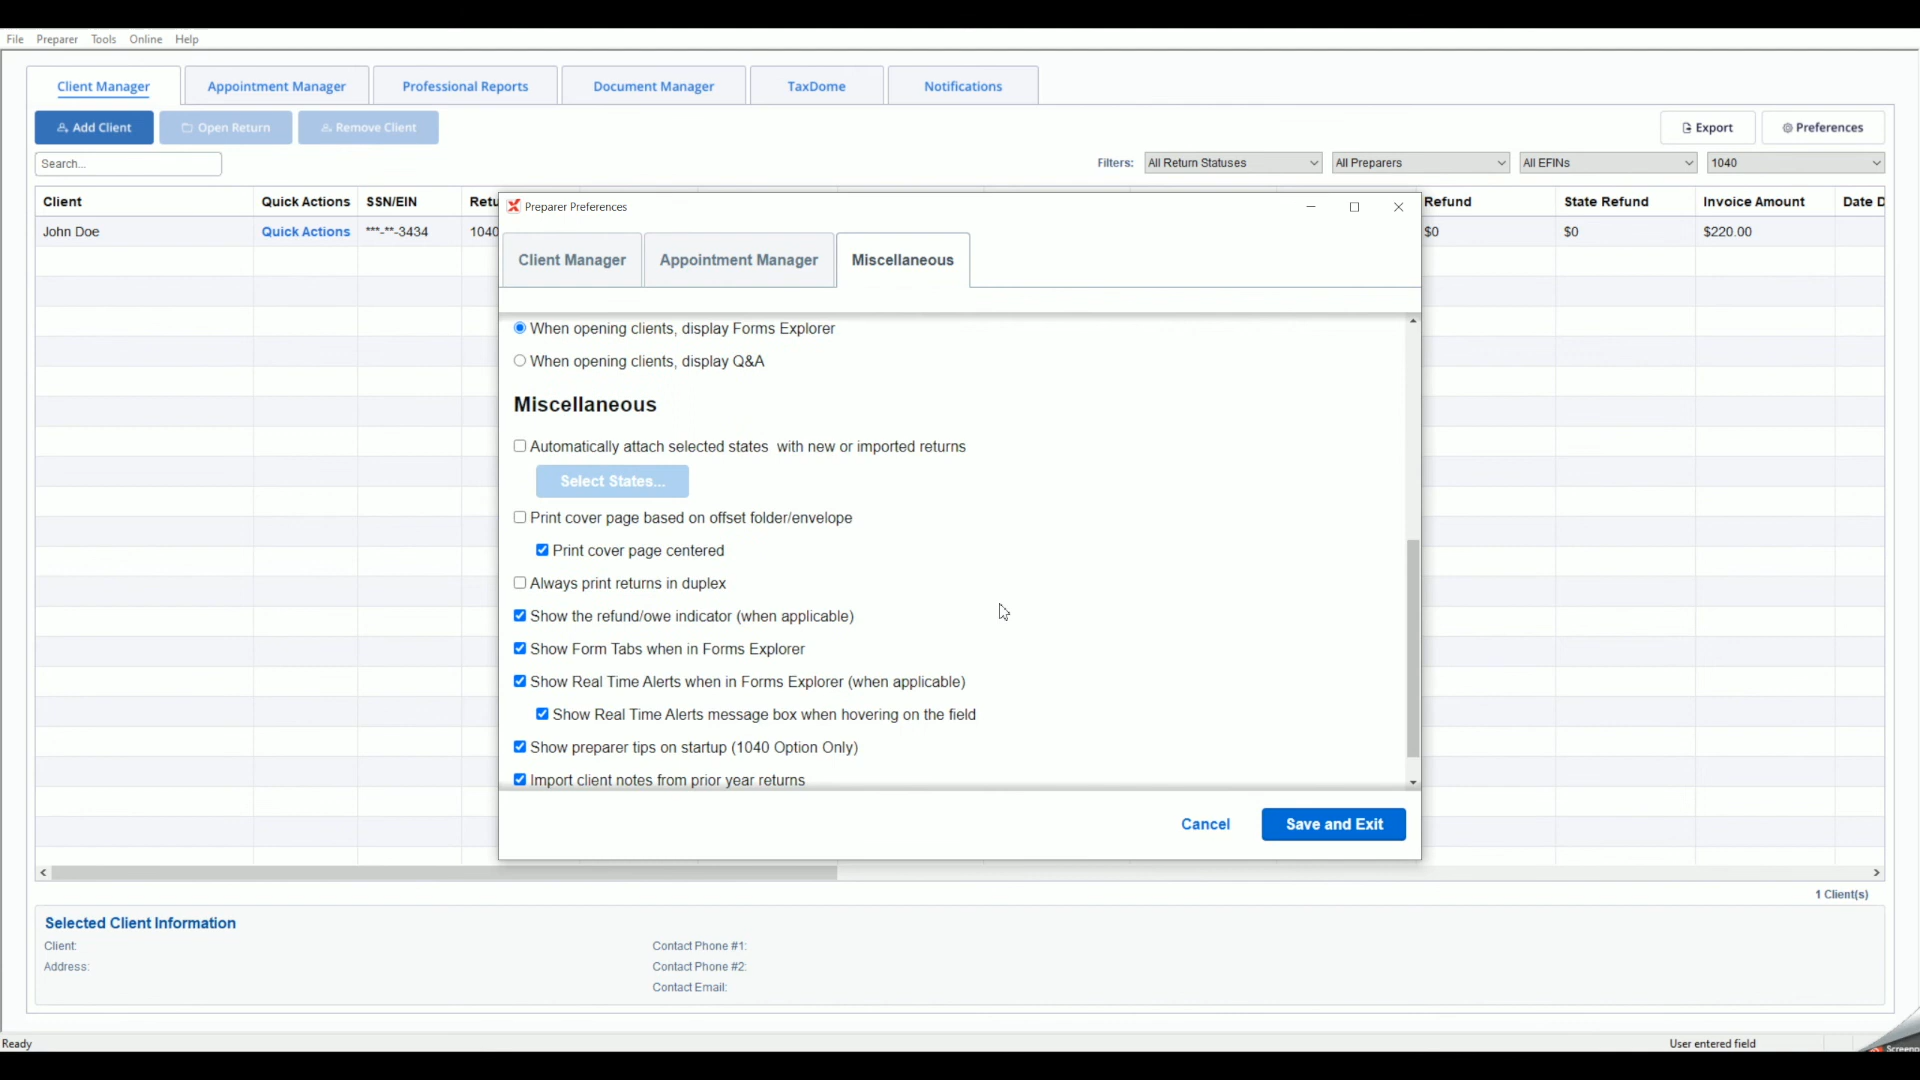 File Preparer Tools Online Help
Client Manager Appointment Manager Professional Reports Document Manager TaxDome Notifications
Add Client Open Return Remove Client Export Preferences
Search... Filters: All Return Statuses All Preparers All EFINs 1040
Client Quick Actions SSN/EIN Retu Refund State Refund Invoice Amount Date D
John Doe Quick Actions ***-**-3434 1040 $0 $0 $220.00
Preparer Preferences
Client Manager Appointment Manager Miscellaneous
When opening clients, display Forms Explorer
When opening clients, display Q&A
Miscellaneous
Automatically attach selected states with new or imported returns
Select States...
Print cover page based on offset folder/envelope
Print cover page centered
Always print returns in duplex
Show the refund/owe indicator (when applicable)
Show Form Tabs when in Forms Explorer
Show Real Time Alerts when in Forms Explorer (when applicable)
Show Real Time Alerts message box when hovering on the field
Show preparer tips on startup (1040 Option Only)
Import client notes from prior year returns
Cancel Save and Exit
1 Client(s)
Selected Client Information
Client: Contact Phone #1:
Address: Contact Phone #2:
Contact Email:
Ready User entered field